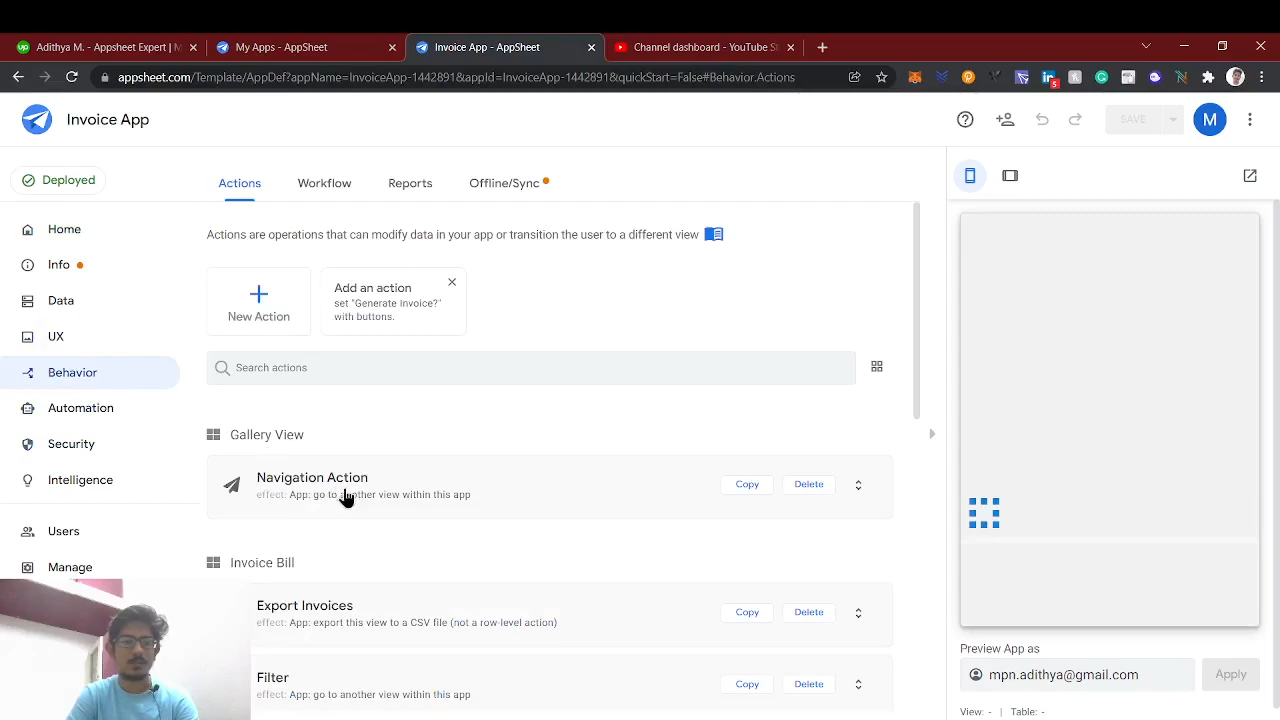 Adithya M. - Appsheet Expert | M
My Apps - AppSheet
Invoice App - AppSheet
Channel dashboard - YouTube St
appsheet.com/Template/AppDef?appName=InvoiceApp-1442891&appId=InvoiceApp-1442891&quickStart=False#Behavior.Actions
5
Invoice App
SAVE
M
Deployed
Actions
Workflow
Reports
Offline/Sync
Home
Info
Data
UX
Behavior
Automation
Security
Intelligence
Users
Manage
Actions are operations that can modify data in your app or transition the user to a different view
New Action
Add an action
set "Generate Invoice?"
with buttons.
Search actions
Gallery View
Navigation Action
effect: App: go to another view within this app
Copy
Delete
Invoice Bill
Export Invoices
effect: App: export this view to a CSV file (not a row-level action)
Copy
Delete
Filter
effect: App: go to another view within this app
Copy
Delete
Preview App as
mpn.adithya@gmail.com
Apply
View: - | Table: -